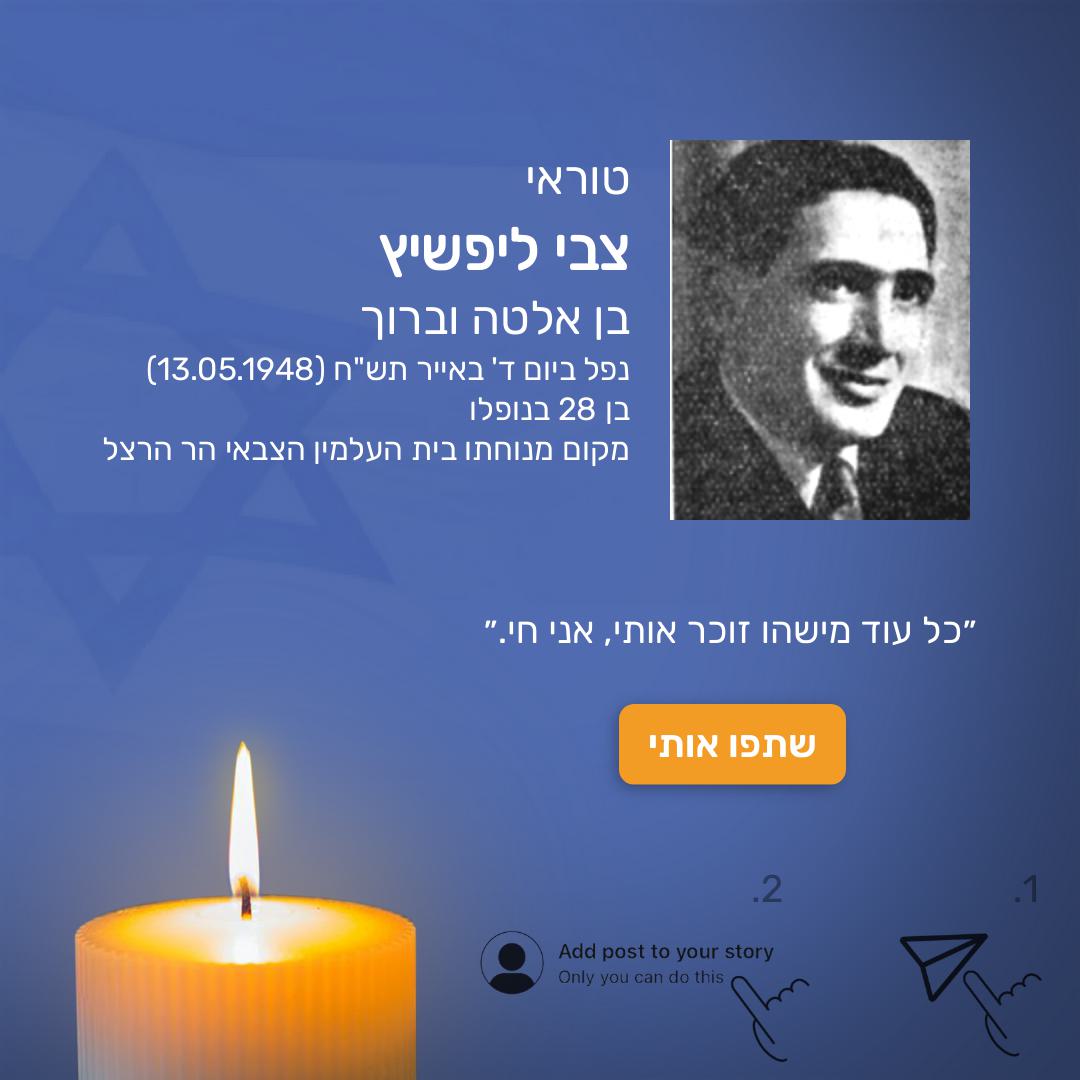 טוראי
צבי ליפשיץ
בן אלטה וברוך
נפל ביום ד' באייר תש"ח (13.05.1948)
בן 28 בנופלו
מקום מנוחתו בית העלמין הצבאי הר הרצל
״כל עוד מישהו זוכר אותי, אני חי.״
שתפו אותי
.1
.2
Add post to your story
Only you can do this